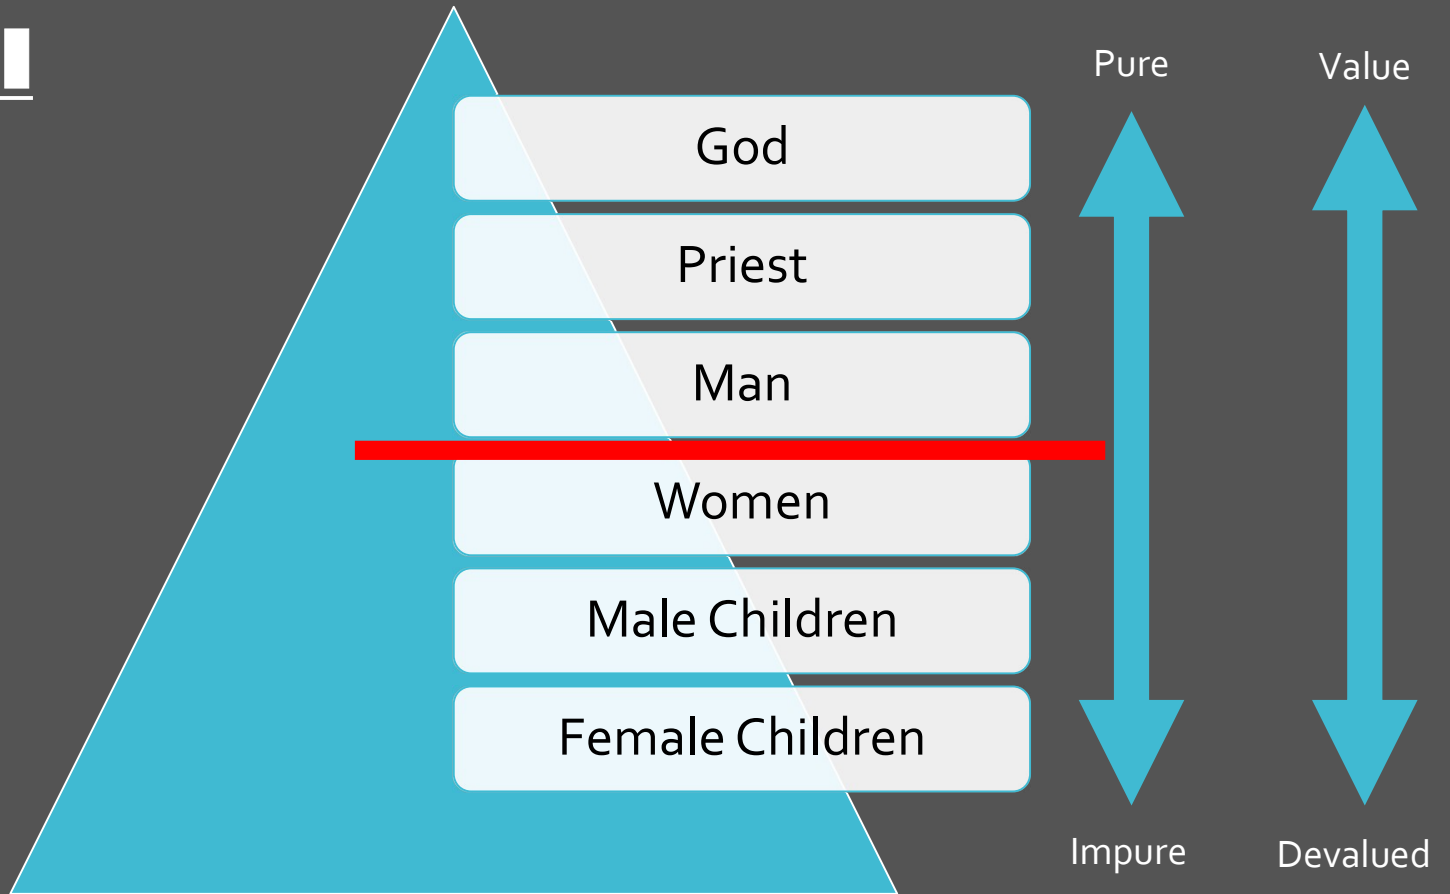 Pure
Value
God
Priest
Man
Women
Male Children
Female Children
Impure
Devalued